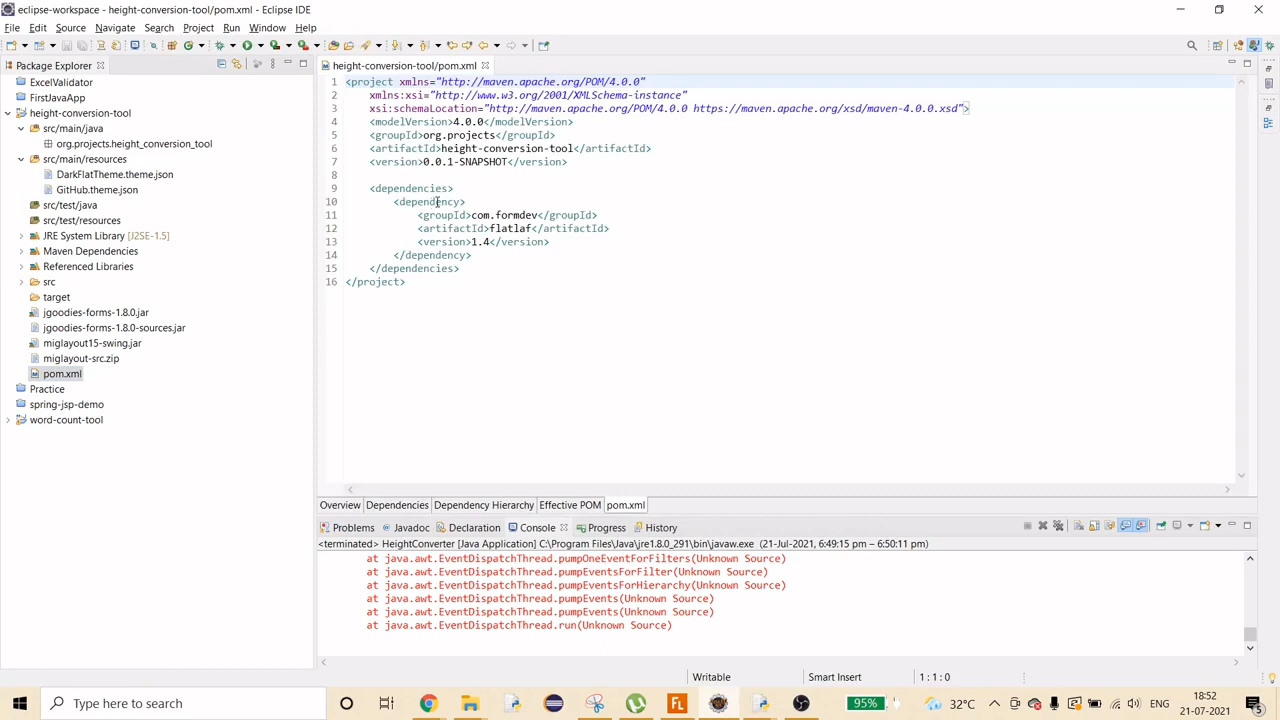 eclipse-workspace - height-conversion-tool/pom.xml - Eclipse IDE
File Edit Source Navigate Search Project Run Window Help
Package Explorer
ExcelValidator
FirstJavaApp
height-conversion-tool
src/main/java
org.projects.height_conversion_tool
src/main/resources
DarkFlatTheme.theme.json
GitHub.theme.json
src/test/java
src/test/resources
JRE System Library [J2SE-1.5]
Maven Dependencies
Referenced Libraries
src
target
jgoodies-forms-1.8.0.jar
jgoodies-forms-1.8.0-sources.jar
miglayout15-swing.jar
miglayout-src.zip
pom.xml
Practice
spring-jsp-demo
word-count-tool
height-conversion-tool/pom.xml
1 <project xmlns="http://maven.apache.org/POM/4.0.0"
2 xmlns:xsi="http://www.w3.org/2001/XMLSchema-instance"
3 xsi:schemaLocation="http://maven.apache.org/POM/4.0.0 https://maven.apache.org/xsd/maven-4.0.0.xsd">
4 <modelVersion>4.0.0</modelVersion>
5 <groupId>org.projects</groupId>
6 <artifactId>height-conversion-tool</artifactId>
7 <version>0.0.1-SNAPSHOT</version>
8
9 <dependencies>
10 <dependency>
11 <groupId>com.formdev</groupId>
12 <artifactId>flatlaf</artifactId>
13 <version>1.4</version>
14 </dependency>
15 </dependencies>
16 </project>
Overview Dependencies Dependency Hierarchy Effective POM pom.xml
Problems Javadoc Declaration Console Progress History
<terminated> HeightConverter [Java Application] C:\Program Files\Java\jre1.8.0_291\bin\javaw.exe (21-Jul-2021, 6:49:15 pm – 6:50:11 pm)
at java.awt.EventDispatchThread.pumpOneEventForFilters(Unknown Source)
at java.awt.EventDispatchThread.pumpEventsForFilter(Unknown Source)
at java.awt.EventDispatchThread.pumpEventsForHierarchy(Unknown Source)
at java.awt.EventDispatchThread.pumpEvents(Unknown Source)
at java.awt.EventDispatchThread.pumpEvents(Unknown Source)
at java.awt.EventDispatchThread.run(Unknown Source)
Writable Smart Insert 1 : 1 : 0
Type here to search
FL
95%
32°C
ENG
18:52
21-07-2021
5